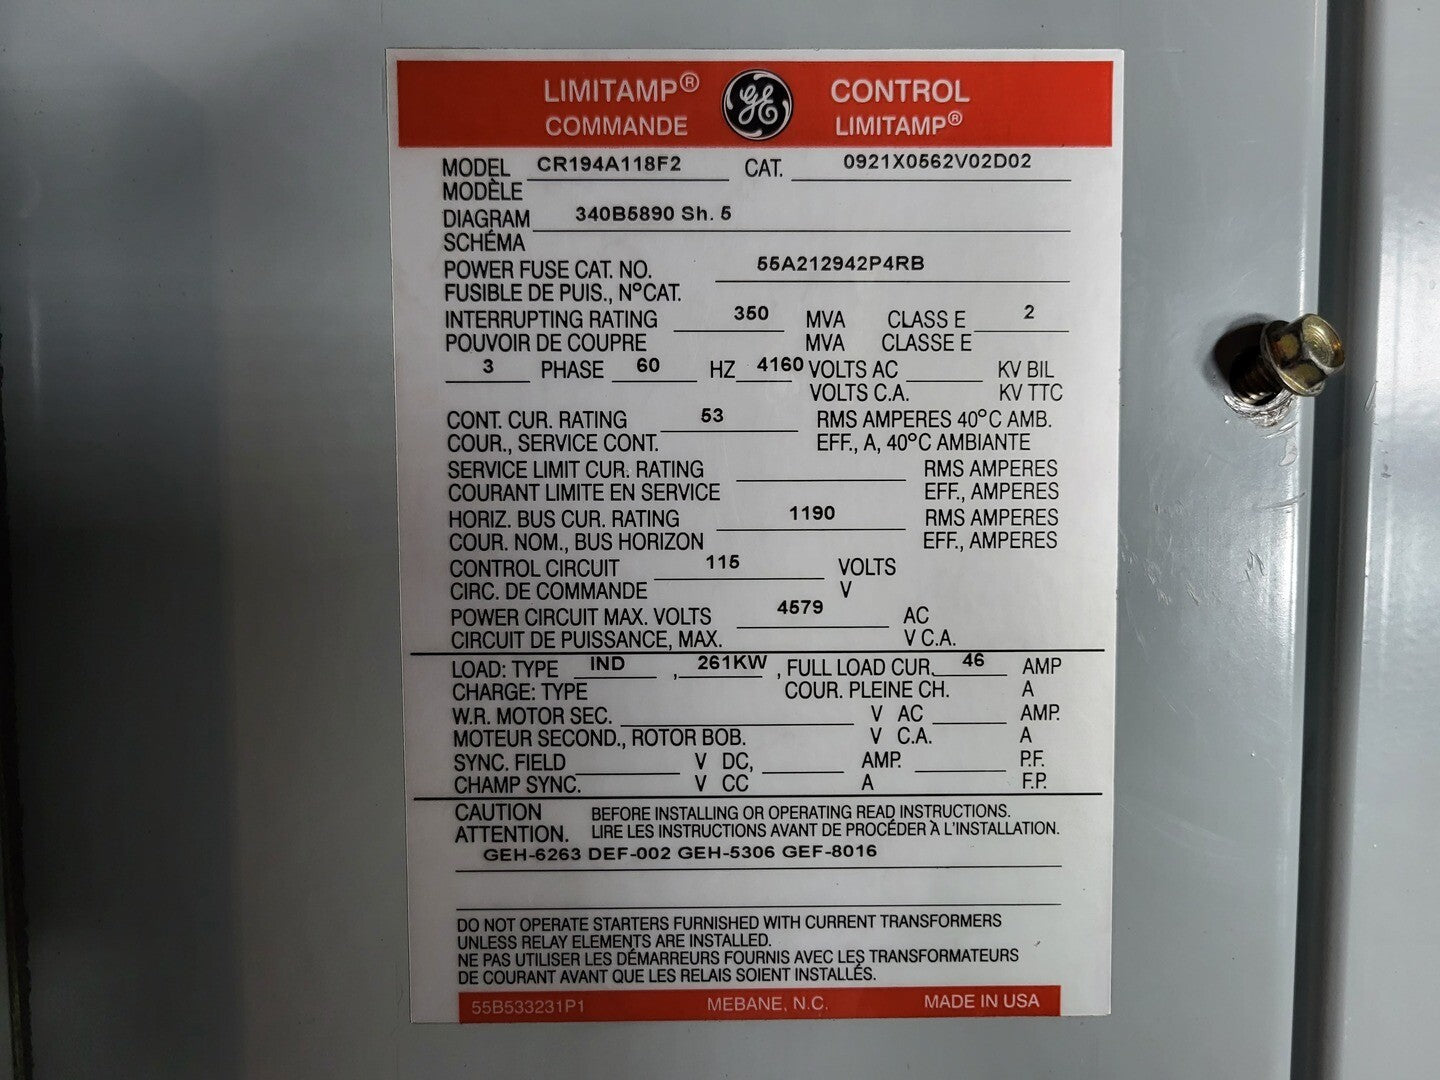 LIMITAMP® GE CONTROL
COMMANDE LIMITAMP®
MODEL CR194A118F2 CAT. 0921X0562V02D02
MODÈLE
DIAGRAM 340B5890 Sh. 5
SCHÉMA
POWER FUSE CAT. NO. 55A212942P4RB
FUSIBLE DE PUIS., N°CAT.
INTERRUPTING RATING 350 MVA CLASS E 2
POUVOIR DE COUPRE MVA CLASSE E
3 PHASE 60 HZ 4160 VOLTS AC KV BIL
VOLTS C.A. KV TTC
CONT. CUR. RATING 53 RMS AMPERES 40°C AMB.
COUR., SERVICE CONT. EFF., A, 40°C AMBIANTE
SERVICE LIMIT CUR. RATING RMS AMPERES
COURANT LIMITE EN SERVICE EFF., AMPERES
HORIZ. BUS CUR. RATING 1190 RMS AMPERES
COUR. NOM., BUS HORIZON EFF., AMPERES
CONTROL CIRCUIT 115 VOLTS
CIRC. DE COMMANDE V
POWER CIRCUIT MAX. VOLTS 4579 AC
CIRCUIT DE PUISSANCE, MAX. V C.A.
LOAD: TYPE IND , 261KW , FULL LOAD CUR. 46 AMP
CHARGE: TYPE COUR. PLEINE CH. A
W.R. MOTOR SEC. V AC AMP.
MOTEUR SECOND., ROTOR BOB. V C.A. A
SYNC. FIELD V DC, AMP. P.F.
CHAMP SYNC. V CC A F.P.
CAUTION BEFORE INSTALLING OR OPERATING READ INSTRUCTIONS.
ATTENTION. LIRE LES INSTRUCTIONS AVANT DE PROCÉDER À L'INSTALLATION.
GEH-6263 DEF-002 GEH-5306 GEF-8016
DO NOT OPERATE STARTERS FURNISHED WITH CURRENT TRANSFORMERS
UNLESS RELAY ELEMENTS ARE INSTALLED.
NE PAS UTILISER LES DÉMARREURS FOURNIS AVEC LES TRANSFORMATEURS
DE COURANT AVANT QUE LES RELAIS SOIENT INSTALLÉS.
55B533231P1 MEBANE, N.C. MADE IN USA